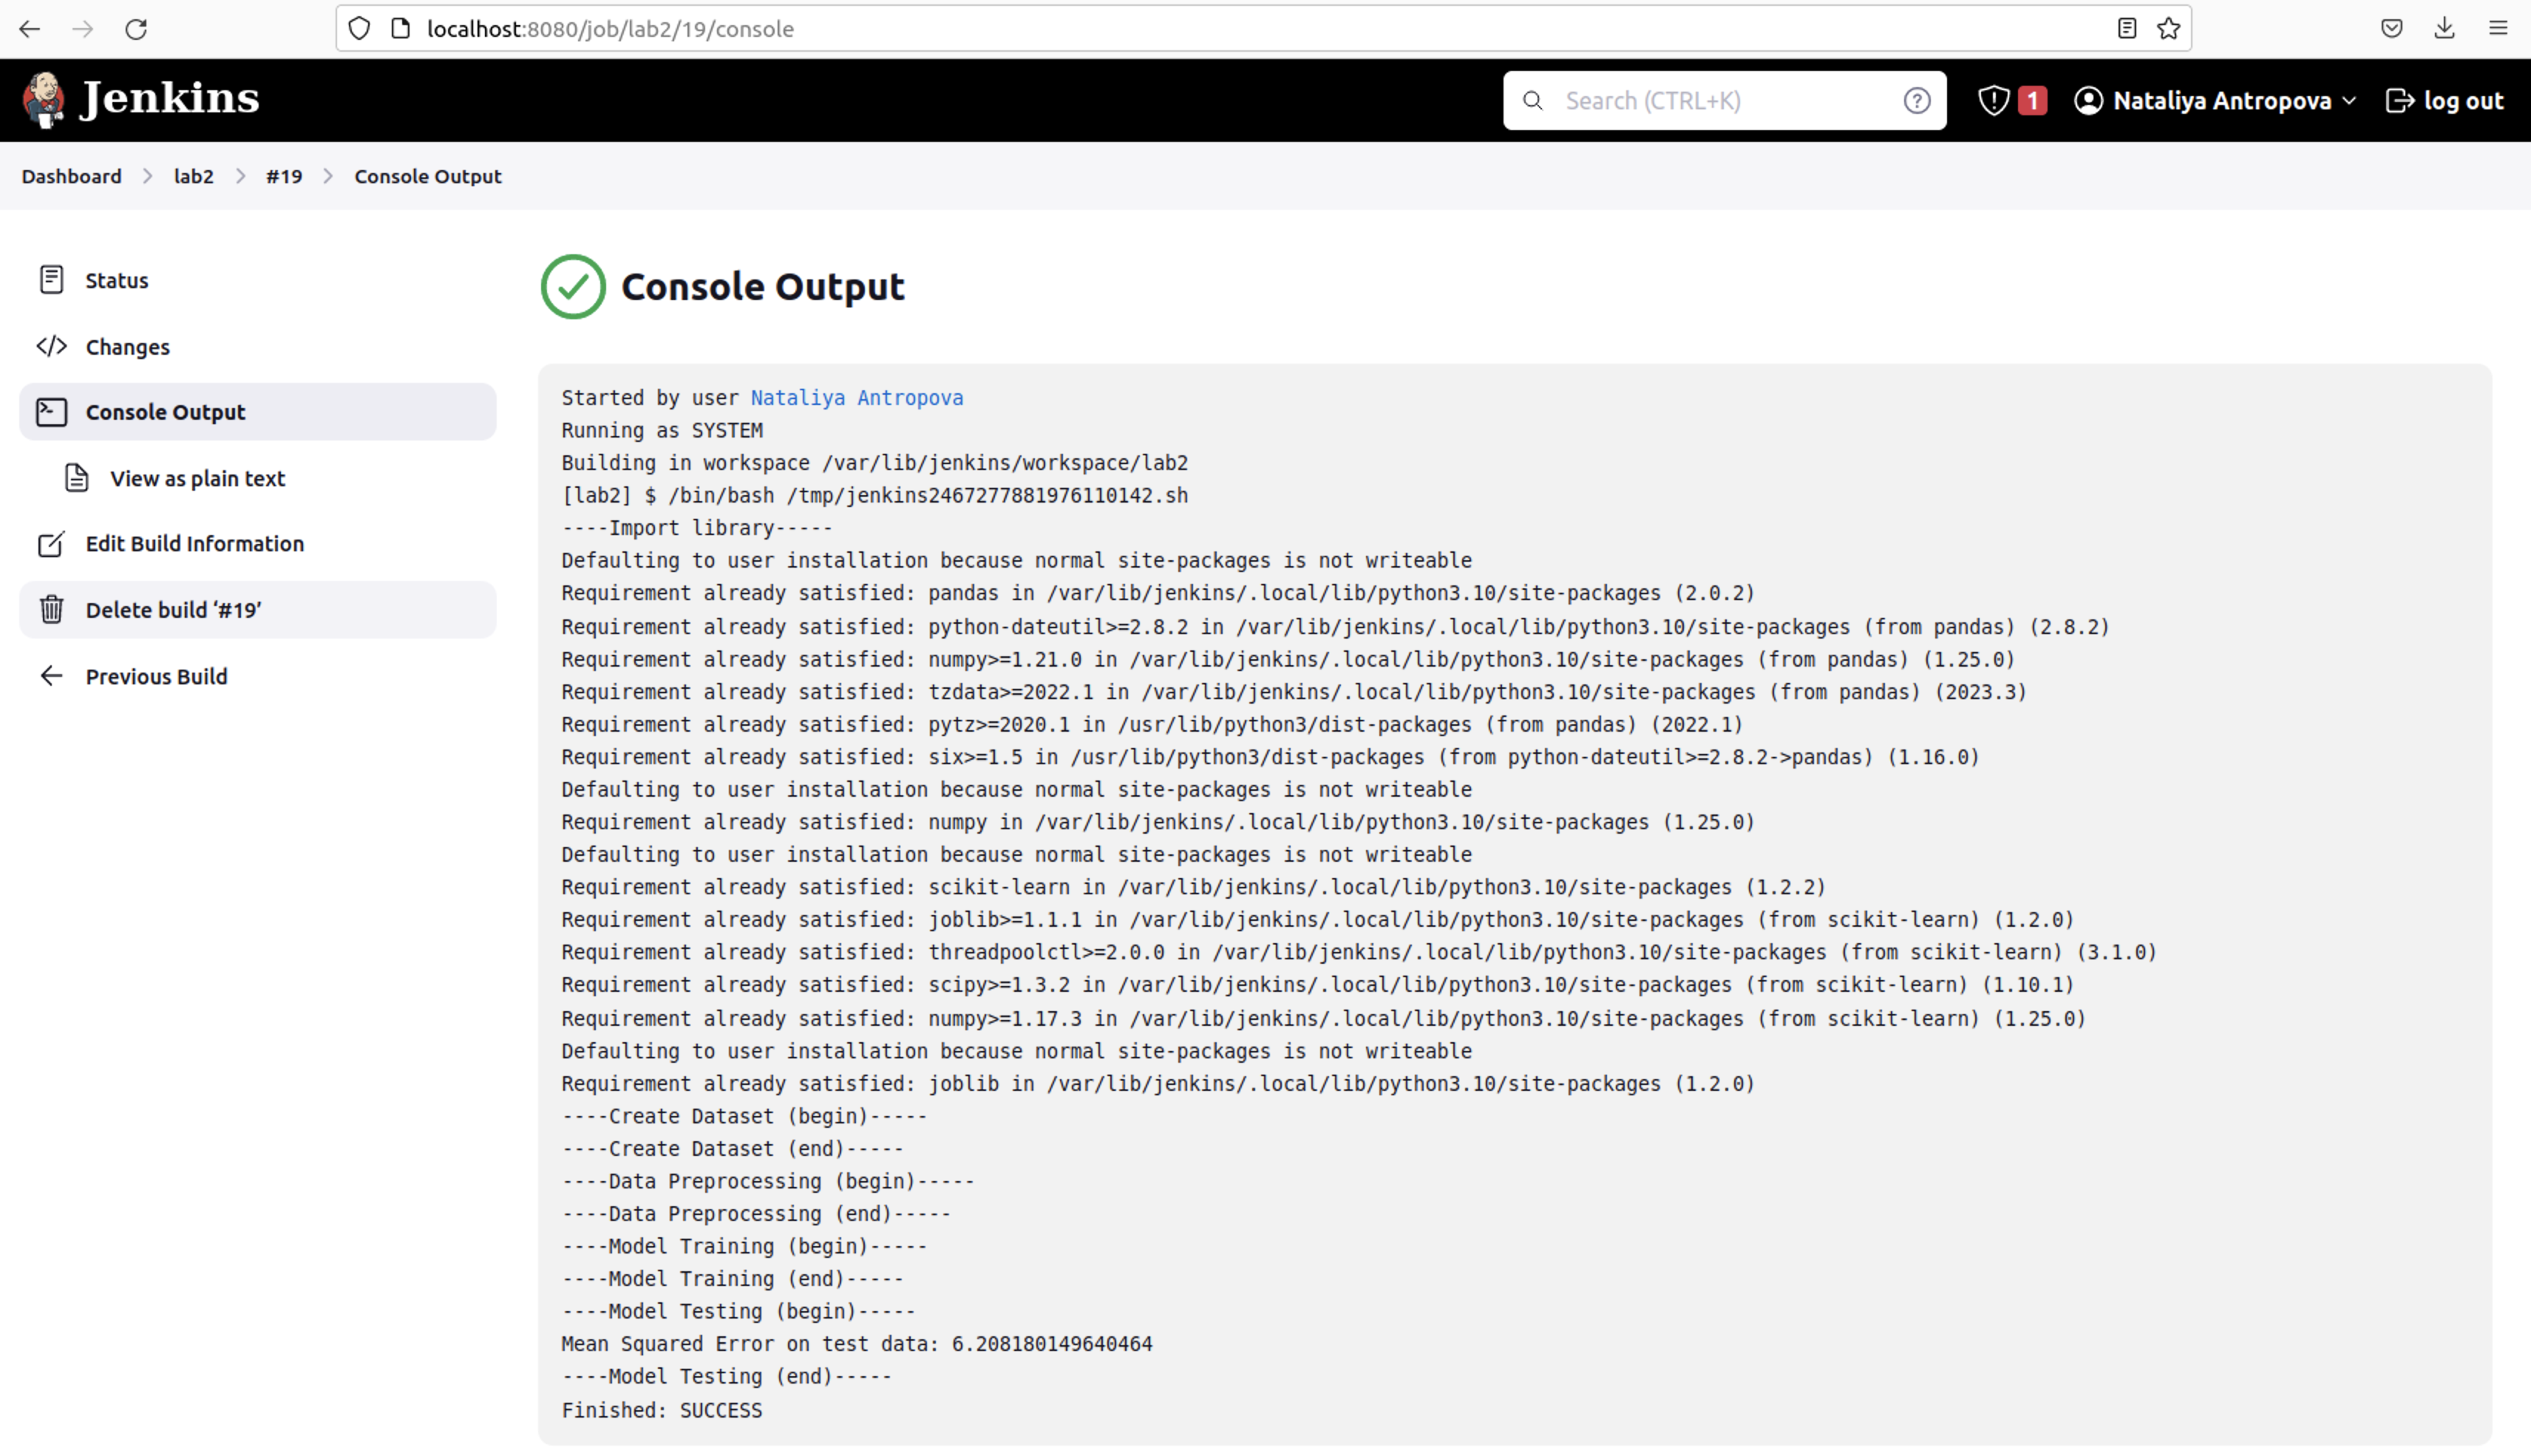 localhost:8080/job/lab2/19/console
Jenkins
Search (CTRL+K)
1
Nataliya Antropova
log out
Dashboard > lab2 > #19 > Console Output
Status
Changes
Console Output
View as plain text
Edit Build Information
Delete build ‘#19’
Previous Build
Console Output
Started by user Nataliya Antropova
Running as SYSTEM
Building in workspace /var/lib/jenkins/workspace/lab2
[lab2] $ /bin/bash /tmp/jenkins2467277881976110142.sh
----Import library-----
Defaulting to user installation because normal site-packages is not writeable
Requirement already satisfied: pandas in /var/lib/jenkins/.local/lib/python3.10/site-packages (2.0.2)
Requirement already satisfied: python-dateutil>=2.8.2 in /var/lib/jenkins/.local/lib/python3.10/site-packages (from pandas) (2.8.2)
Requirement already satisfied: numpy>=1.21.0 in /var/lib/jenkins/.local/lib/python3.10/site-packages (from pandas) (1.25.0)
Requirement already satisfied: tzdata>=2022.1 in /var/lib/jenkins/.local/lib/python3.10/site-packages (from pandas) (2023.3)
Requirement already satisfied: pytz>=2020.1 in /usr/lib/python3/dist-packages (from pandas) (2022.1)
Requirement already satisfied: six>=1.5 in /usr/lib/python3/dist-packages (from python-dateutil>=2.8.2->pandas) (1.16.0)
Defaulting to user installation because normal site-packages is not writeable
Requirement already satisfied: numpy in /var/lib/jenkins/.local/lib/python3.10/site-packages (1.25.0)
Defaulting to user installation because normal site-packages is not writeable
Requirement already satisfied: scikit-learn in /var/lib/jenkins/.local/lib/python3.10/site-packages (1.2.2)
Requirement already satisfied: joblib>=1.1.1 in /var/lib/jenkins/.local/lib/python3.10/site-packages (from scikit-learn) (1.2.0)
Requirement already satisfied: threadpoolctl>=2.0.0 in /var/lib/jenkins/.local/lib/python3.10/site-packages (from scikit-learn) (3.1.0)
Requirement already satisfied: scipy>=1.3.2 in /var/lib/jenkins/.local/lib/python3.10/site-packages (from scikit-learn) (1.10.1)
Requirement already satisfied: numpy>=1.17.3 in /var/lib/jenkins/.local/lib/python3.10/site-packages (from scikit-learn) (1.25.0)
Defaulting to user installation because normal site-packages is not writeable
Requirement already satisfied: joblib in /var/lib/jenkins/.local/lib/python3.10/site-packages (1.2.0)
----Create Dataset (begin)-----
----Create Dataset (end)-----
----Data Preprocessing (begin)-----
----Data Preprocessing (end)-----
----Model Training (begin)-----
----Model Training (end)-----
----Model Testing (begin)-----
Mean Squared Error on test data: 6.208180149640464
----Model Testing (end)-----
Finished: SUCCESS